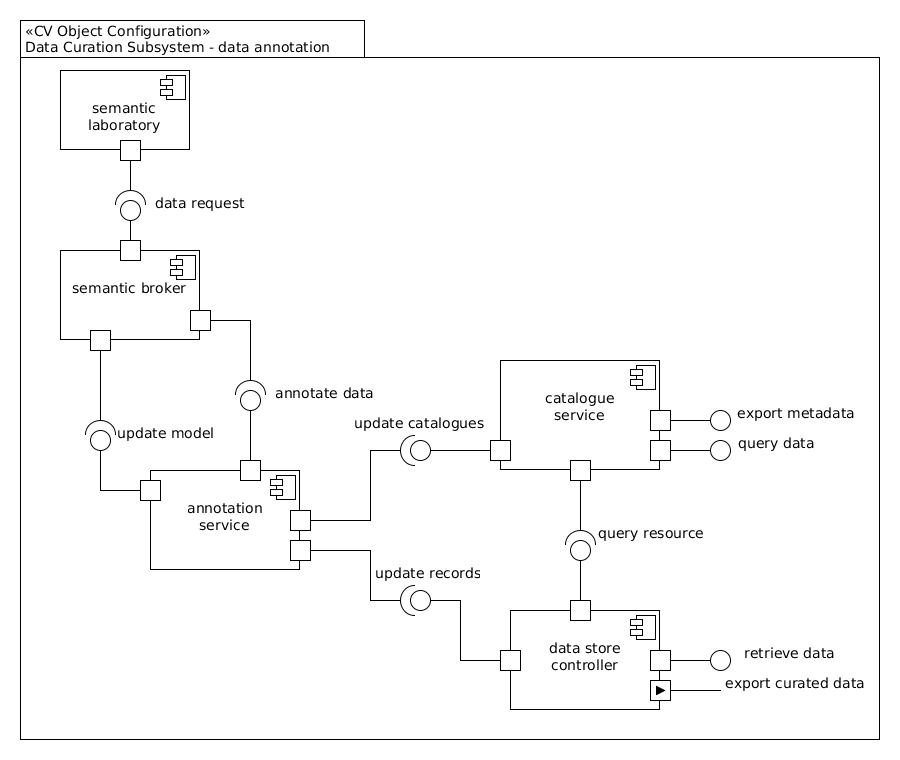 «CV Object Configuration»
Data Curation Subsystem - data annotation
semantic
laboratory
data request
semantic broker
annotate data
update model
annotation
service
update catalogues
catalogue
service
export metadata
query data
query resource
update records
data store
controller
retrieve data
export curated data